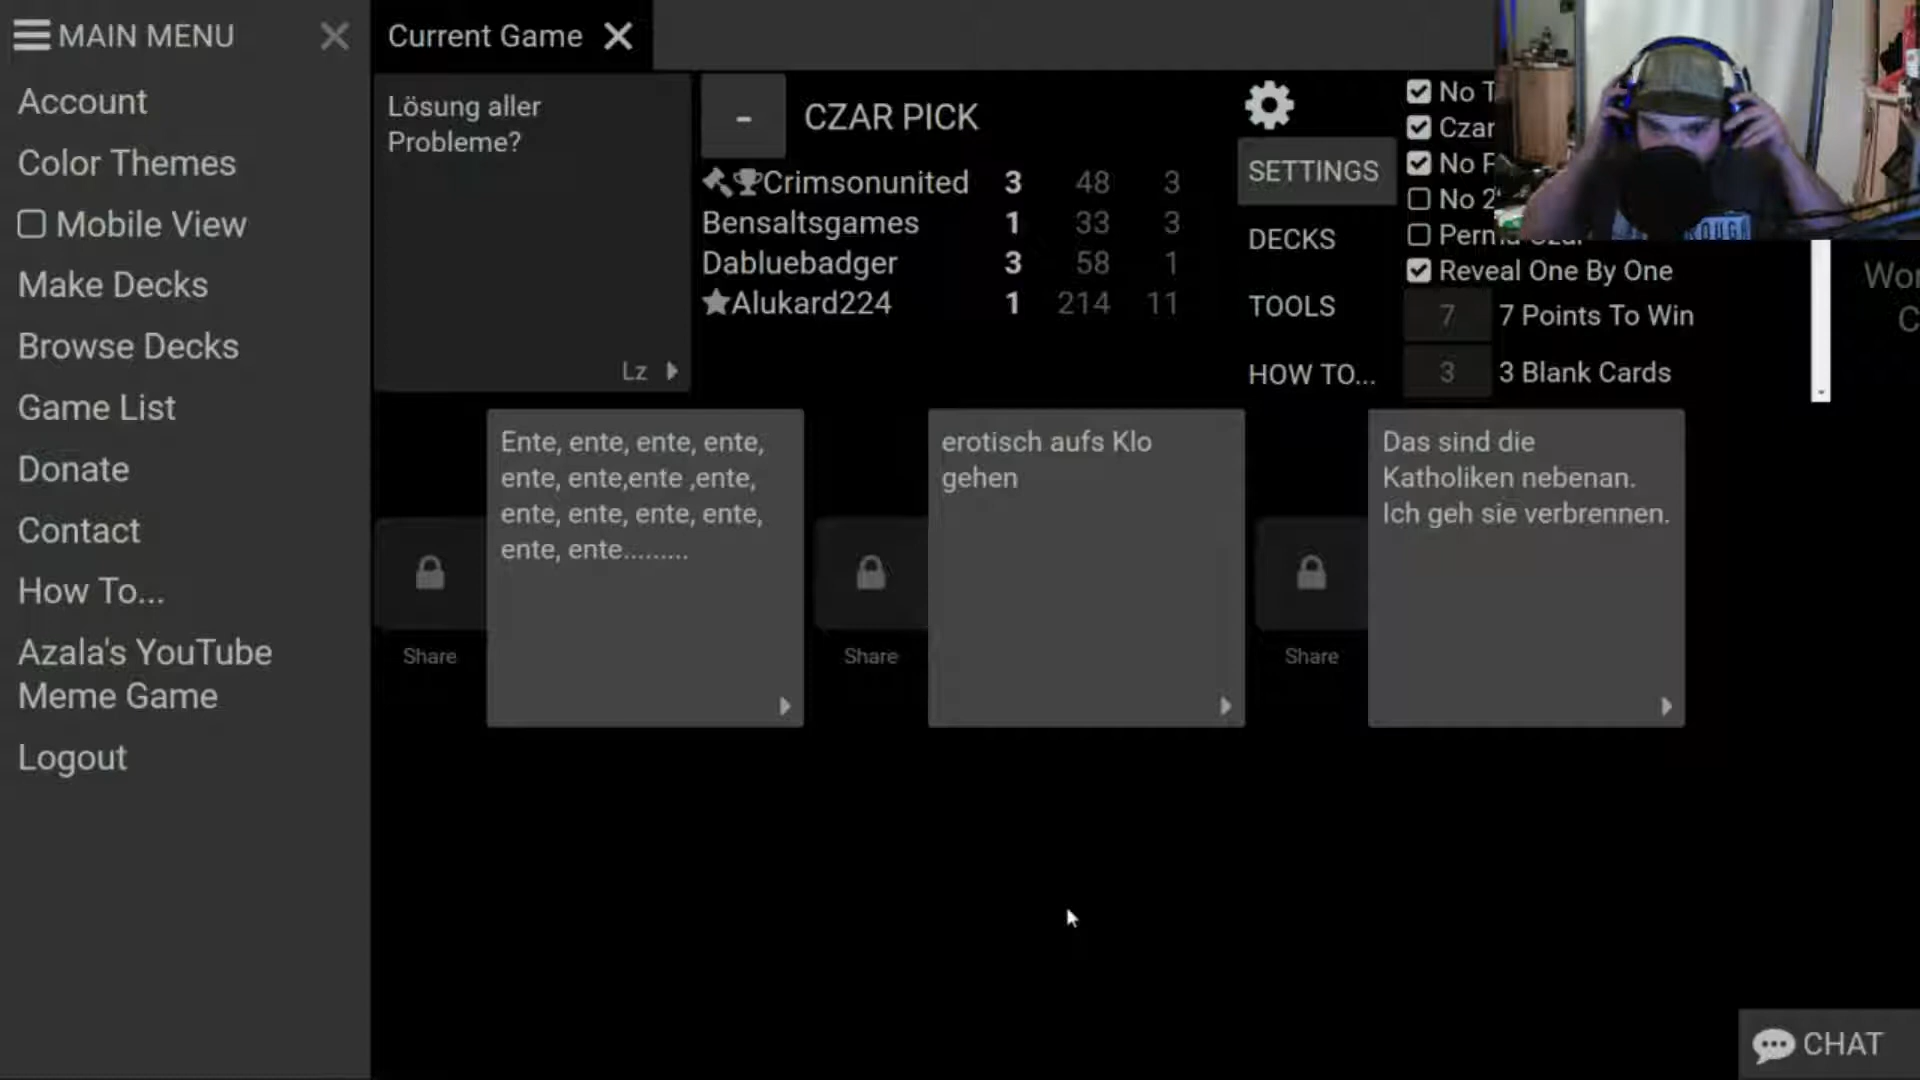 MAIN MENU
Account
Color Themes
Mobile View
Make Decks
Browse Decks
Game List
Donate
Contact
How To...
Azala's YouTube
Meme Game
Logout
Current Game
Lösung aller
Probleme?
Lz
-
CZAR PICK
Crimsonunited 3 48 3
Bensaltsgames 1 33 3
Dabluebadger 3 58 1
Alukard224 1 214 11
SETTINGS
DECKS
TOOLS
HOW TO...
No
Czar
No
No
Reveal One By One
7 7 Points To Win
3 3 Blank Cards
Share
Ente, ente, ente, ente,
ente, ente,ente ,ente,
ente, ente, ente, ente,
ente, ente.........
Share
erotisch aufs Klo
gehen
Share
Das sind die
Katholiken nebenan.
Ich geh sie verbrennen.
CHAT